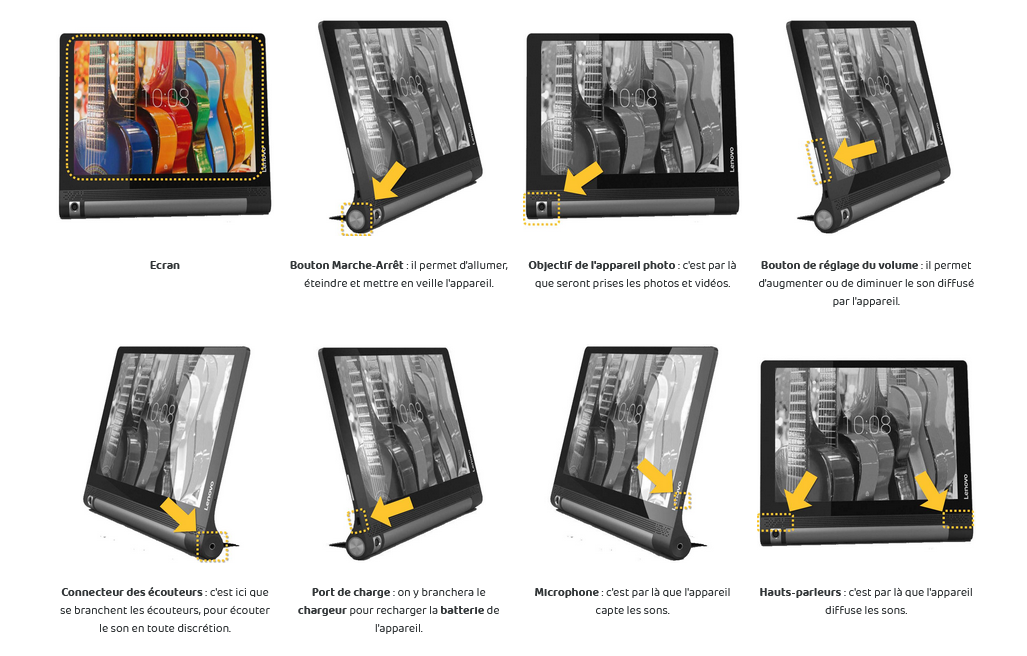 10:08
Lenovo
10:08
Lenovo
10:08
Lenovo
10:08
Lenovo
Ecran
Bouton Marche-Arrêt : il permet d'allumer,
éteindre et mettre en veille l'appareil.
Objectif de l'appareil photo : c'est par là
que seront prises les photos et vidéos.
Bouton de réglage du volume : il permet
d'augmenter ou de diminuer le son diffusé
par l'appareil.
10:08
Lenovo
10:08
Lenovo
10:08
Lenovo
10:08
Lenovo
Connecteur des écouteurs : c'est ici que
se branchent les écouteurs, pour écouter
le son en toute discrétion.
Port de charge : on y branchera le
chargeur pour recharger la batterie de
l'appareil.
Microphone : c'est par là que l'appareil
capte les sons.
Hauts-parleurs : c'est par là que l'appareil
diffuse les sons.